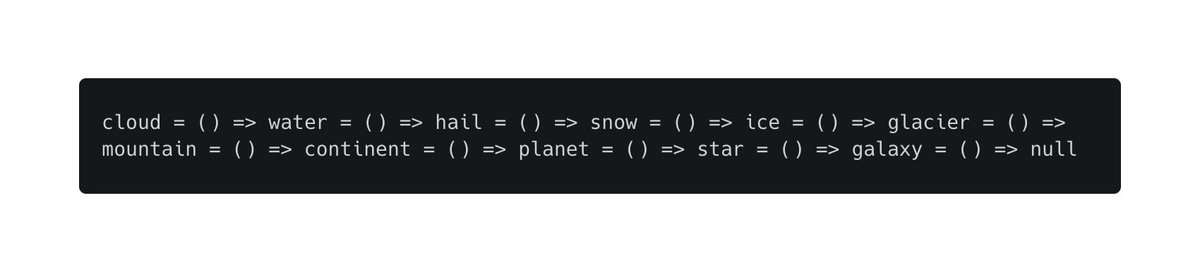 cloud = () => water = () => hail = () => snow = () => ice = () => glacier = () =>
mountain = () => continent = () => planet = () => star = () => galaxy = () => null